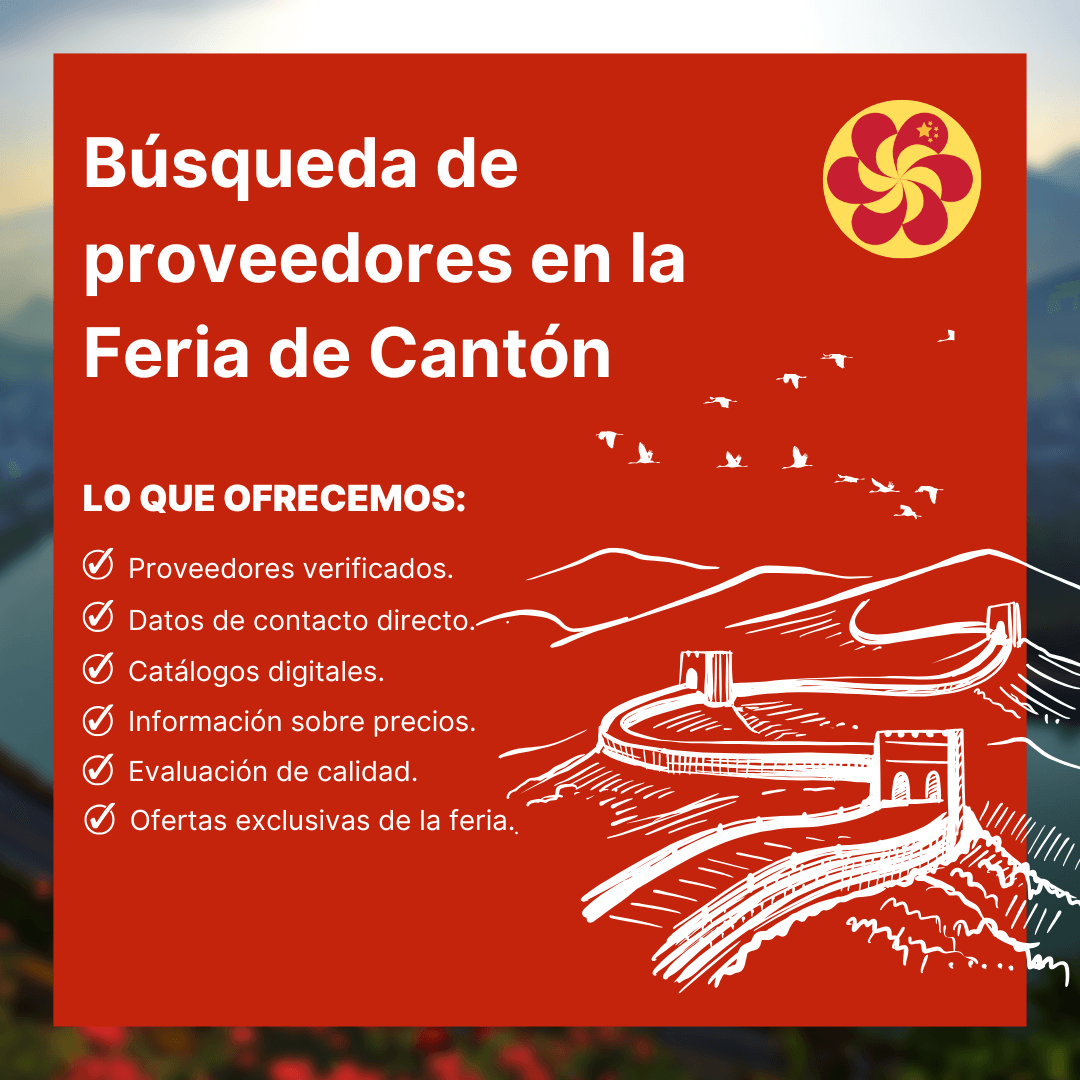 Búsqueda de
proveedores en la
Feria de Cantón
LO QUE OFRECEMOS:
Proveedores verificados.
Datos de contacto directo.
Catálogos digitales.
Información sobre precios.
Evaluación de calidad.
Ofertas exclusivas de la feria.